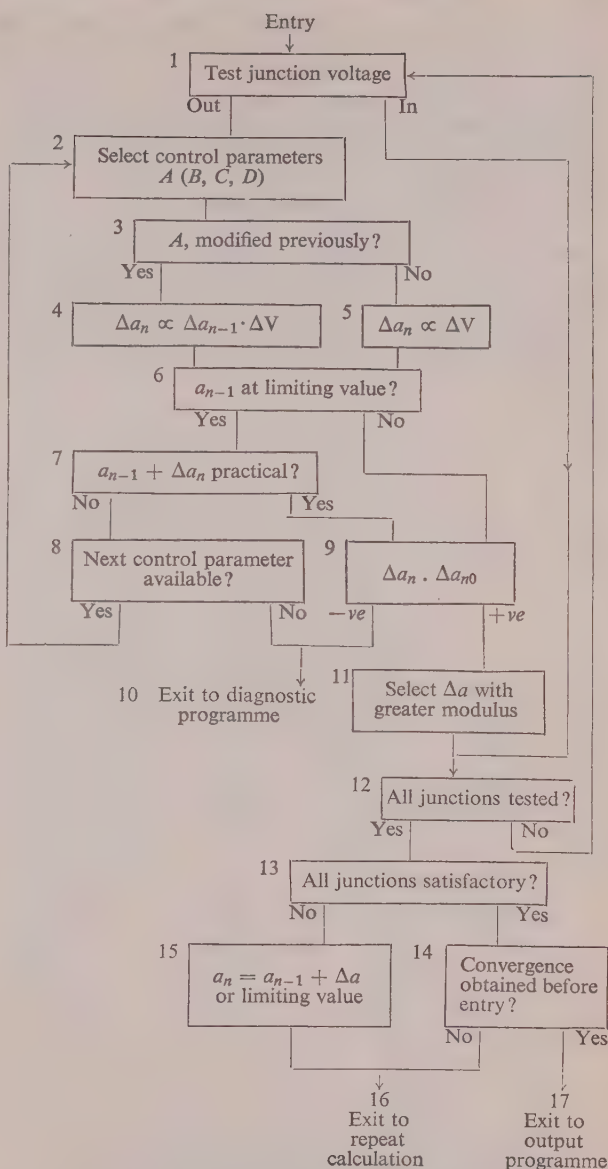 Entry
1 Test junction voltage
Out In
2 Select control parameters
A (B, C, D)
3 A, modified previously?
Yes No
4 Δaₙ ∝ Δaₙ₋₁·ΔV 5 Δaₙ ∝ ΔV
6 aₙ₋₁ at limiting value?
Yes No
7 aₙ₋₁ + Δaₙ practical?
No Yes
8 Next control parameter
available?
9 Δaₙ . Δaₙ₀
Yes No −ve +ve
10 Exit to diagnostic
programme
11 Select Δa with
greater modulus
12 All junctions tested?
Yes No
13 All junctions satisfactory?
No Yes
15 aₙ = aₙ₋₁ + Δa
or limiting value
14 Convergence
obtained before
entry?
No Yes
16
Exit to
repeat
calculation
17
Exit to
output
programme